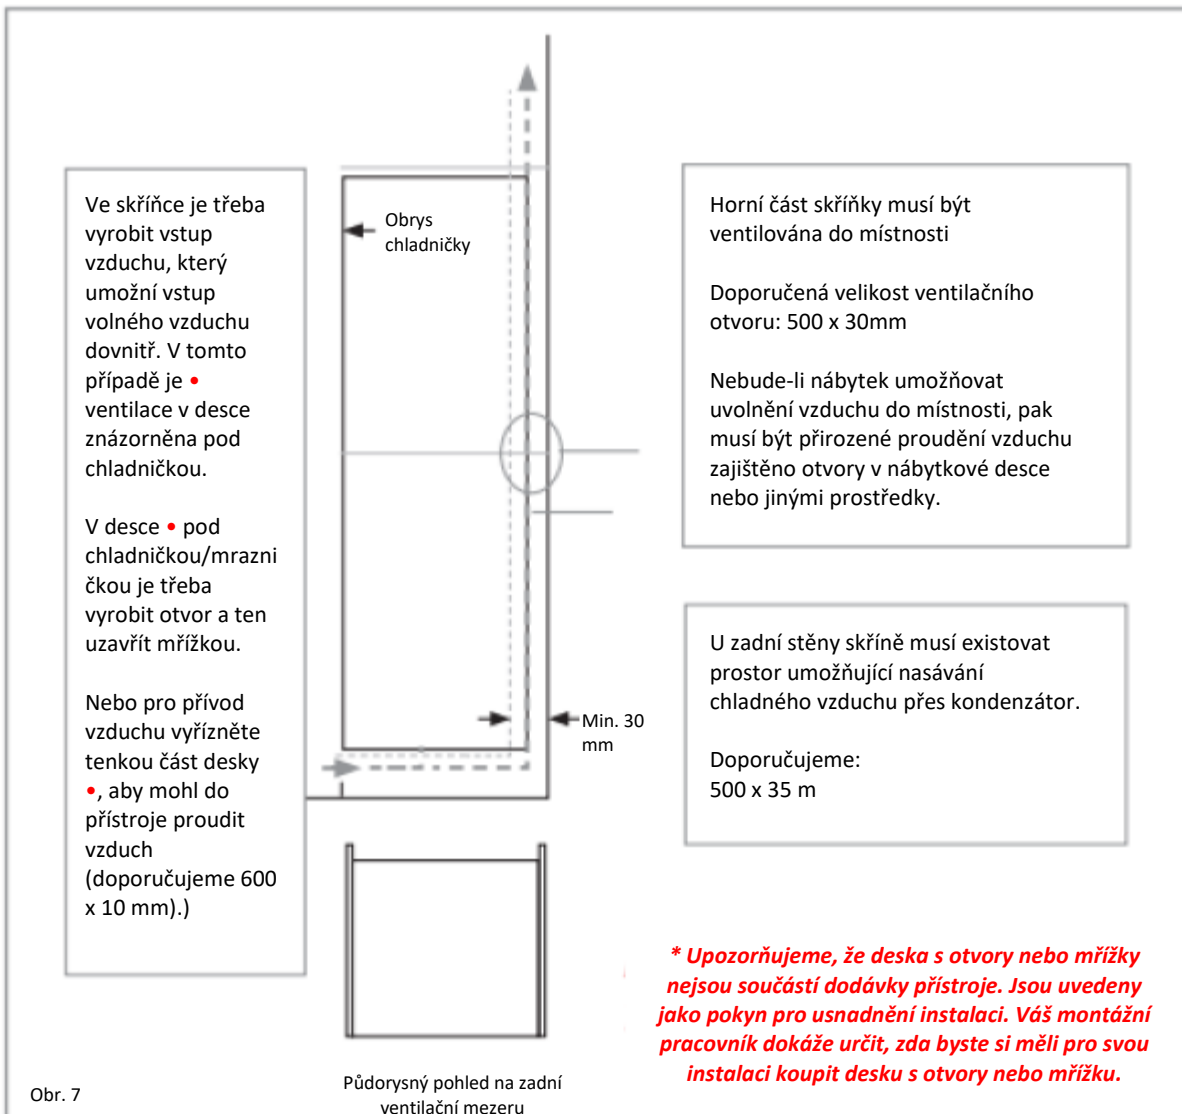 Ve skříňce je třeba
vyrobit vstup
vzduchu, který
umožní vstup
volného vzduchu
dovnitř. V tomto
případě je •
ventilace v desce
znázorněna pod
chladničkou.
V desce • pod
chladničkou/mrazni
čkou je třeba
vyrobit otvor a ten
uzavřít mřížkou.
Nebo pro přívod
vzduchu vyřízněte
tenkou část desky
•, aby mohl do
přístroje proudit
vzduch
(doporučujeme 600
x 10 mm).)
Obrys
chladničky
Min. 30
mm
Horní část skříňky musí být
ventilována do místnosti
Doporučená velikost ventilačního
otvoru: 500 x 30mm
Nebude-li nábytek umožňovat
uvolnění vzduchu do místnosti, pak
musí být přirozené proudění vzduchu
zajištěno otvory v nábytkové desce
nebo jinými prostředky.
U zadní stěny skříně musí existovat
prostor umožňující nasávání
chladného vzduchu přes kondenzátor.
Doporučujeme:
500 x 35 m
* Upozorňujeme, že deska s otvory nebo mřížky
nejsou součástí dodávky přístroje. Jsou uvedeny
jako pokyn pro usnadnění instalaci. Váš montážní
pracovník dokáže určit, zda byste si měli pro svou
instalaci koupit desku s otvory nebo mřížku.
Obr. 7
Půdorysný pohled na zadní
ventilační mezeru